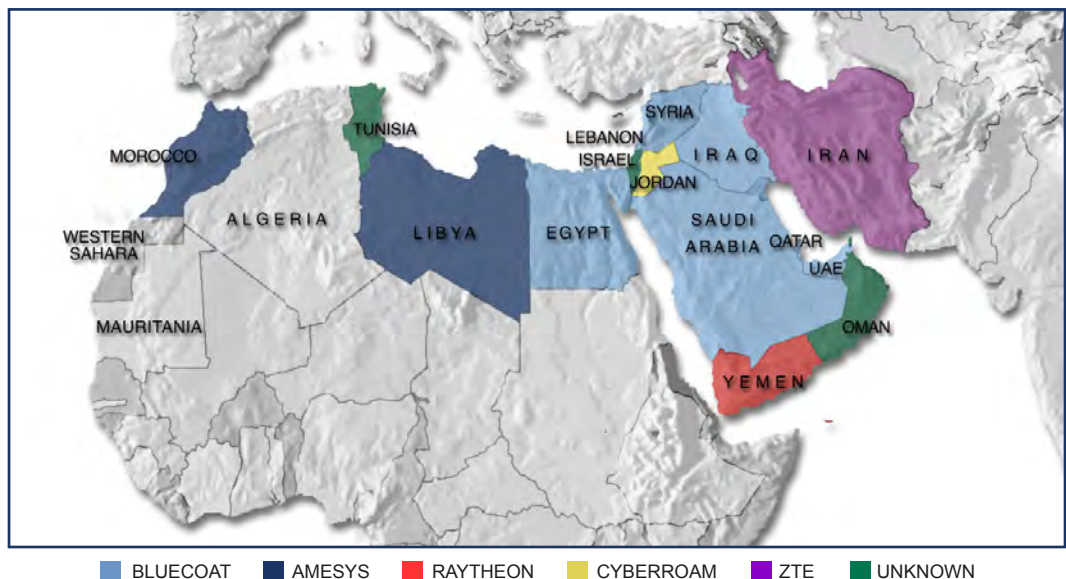 SYRIA
TUNISIA
LEBANON
MOROCCO
ISRAEL
IRAQ
IRAN
JORDAN
ALGERIA
SAUDI
ARABIA
WESTERN
SAHARA
LIBYA
EGYPT
QATAR
UAE
MAURITANIA
OMAN
YEMEN
BLUECOAT
AMESYS
RAYTHEON
CYBERROAM
ZTE
UNKNOWN